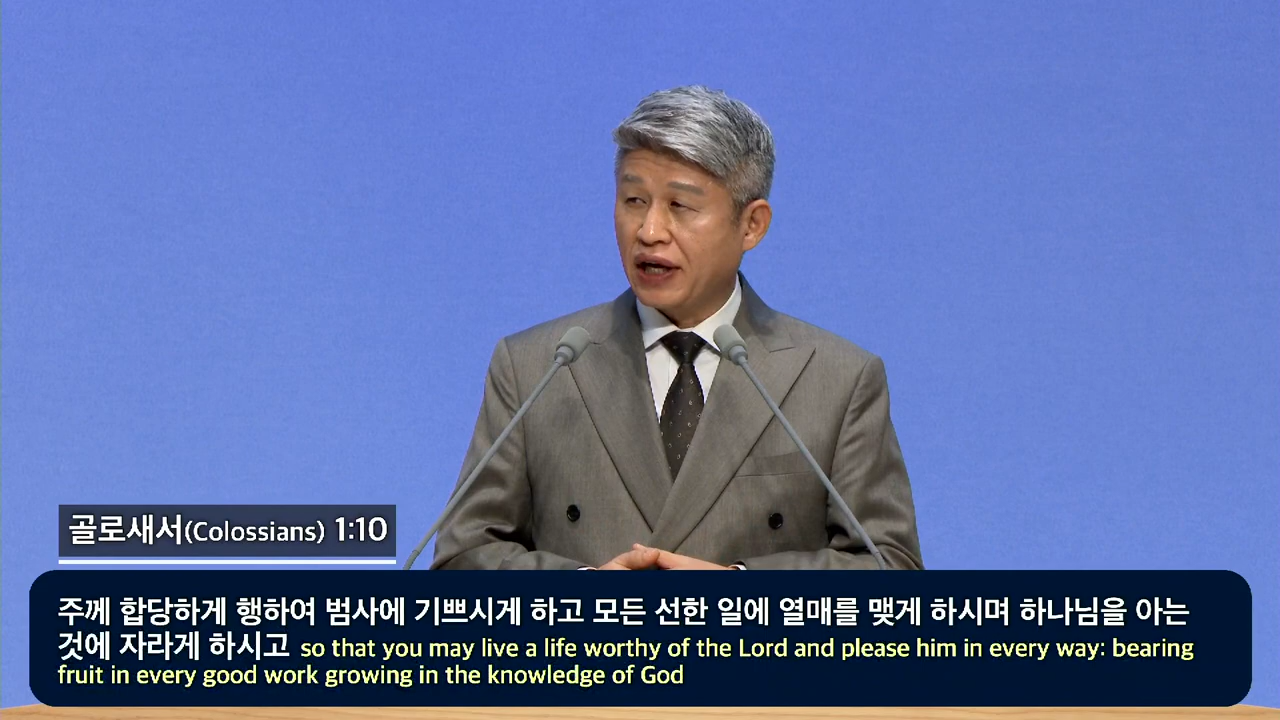 골로새서(Colossians) 1:10
주께 합당하게 행하여 범사에 기쁘시게 하고 모든 선한 일에 열매를 맺게 하시며 하나님을 아는
것에 자라게 하시고 so that you may live a life worthy of the Lord and please him in every way: bearing
fruit in every good work growing in the knowledge of God